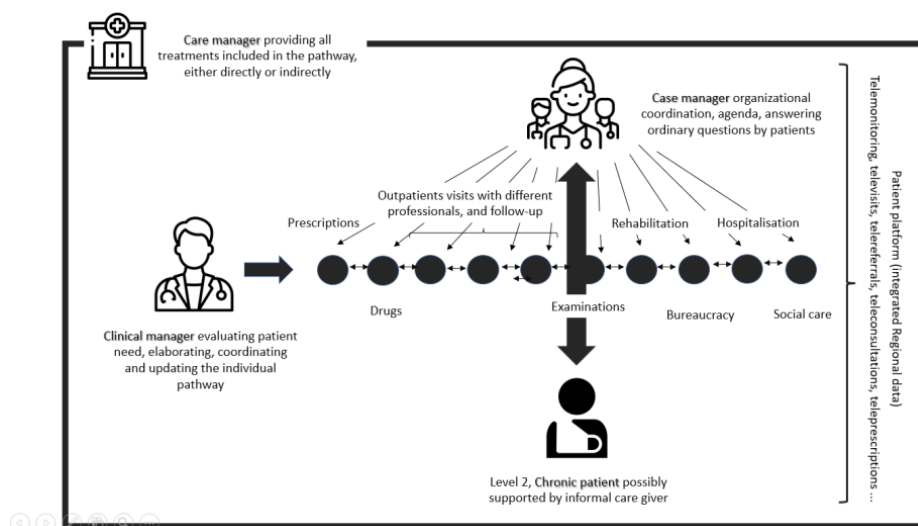 Care manager providing all
treatments included in the pathway,
either directly or indirectly
Case manager organizational
coordination, agenda, answering
ordinary questions by patients
Outpatients visits with different
professionals, and follow-up
Prescriptions
Rehabilitation
Hospitalisation
Drugs
Examinations
Bureaucracy
Social care
Clinical manager evaluating patient
need, elaborating, coordinating
and updating the individual
pathway
Level 2, Chronic patient possibly
supported by informal care giver
Patient platform (integrated Regional data)
Telemonitoring, televisits, telereferrals, teleconsultations, teleprescriptions ...